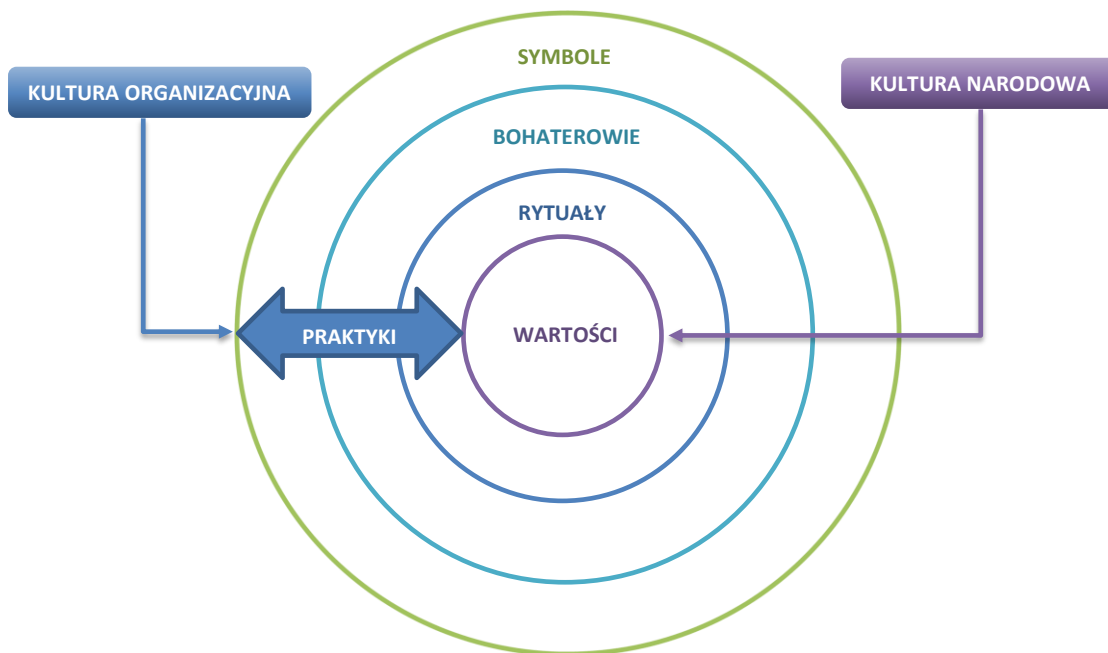 SYMBOLE
KULTURA ORGANIZACYJNA
KULTURA NARODOWA
BOHATEROWIE
RYTUAŁY
PRAKTYKI
WARTOŚCI